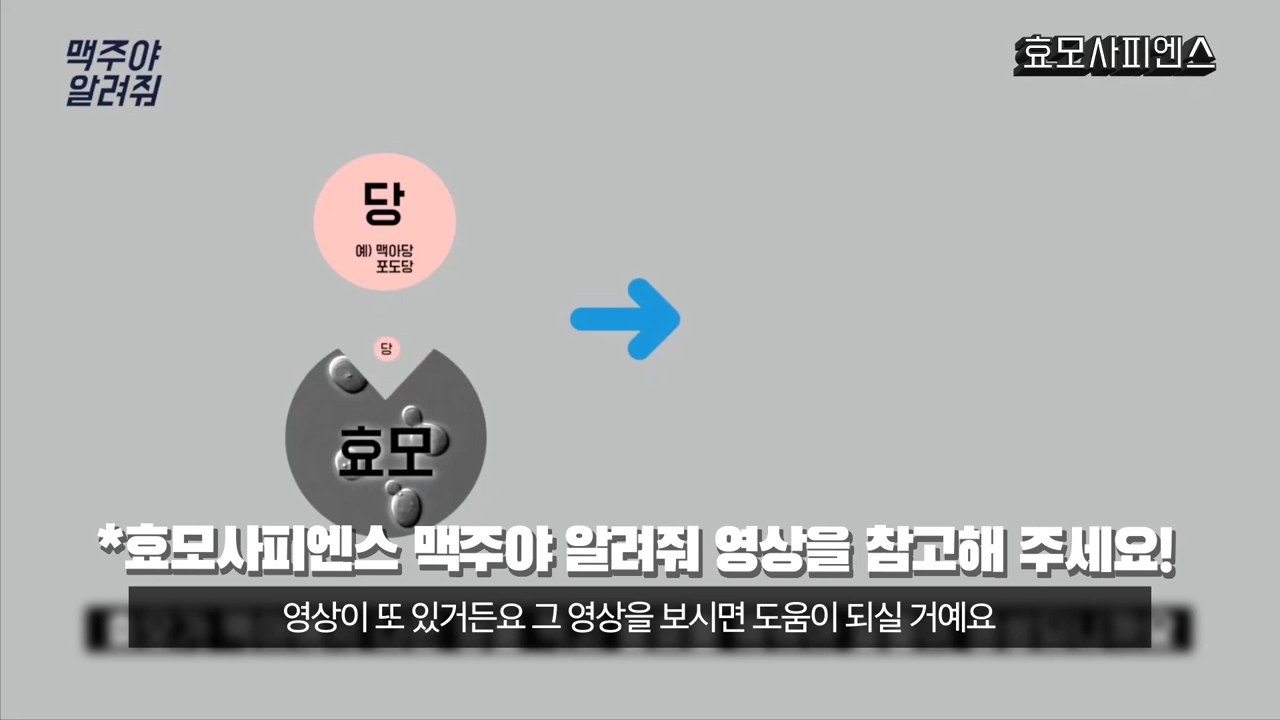 맥주야
알려줘
효모사피엔스
당
예) 맥아당
포도당
당
효모
*효모사피엔스 맥주야 알려줘 영상을 참고해 주세요!
영상이 또 있거든요 그 영상을 보시면 도움이 되실 거예요